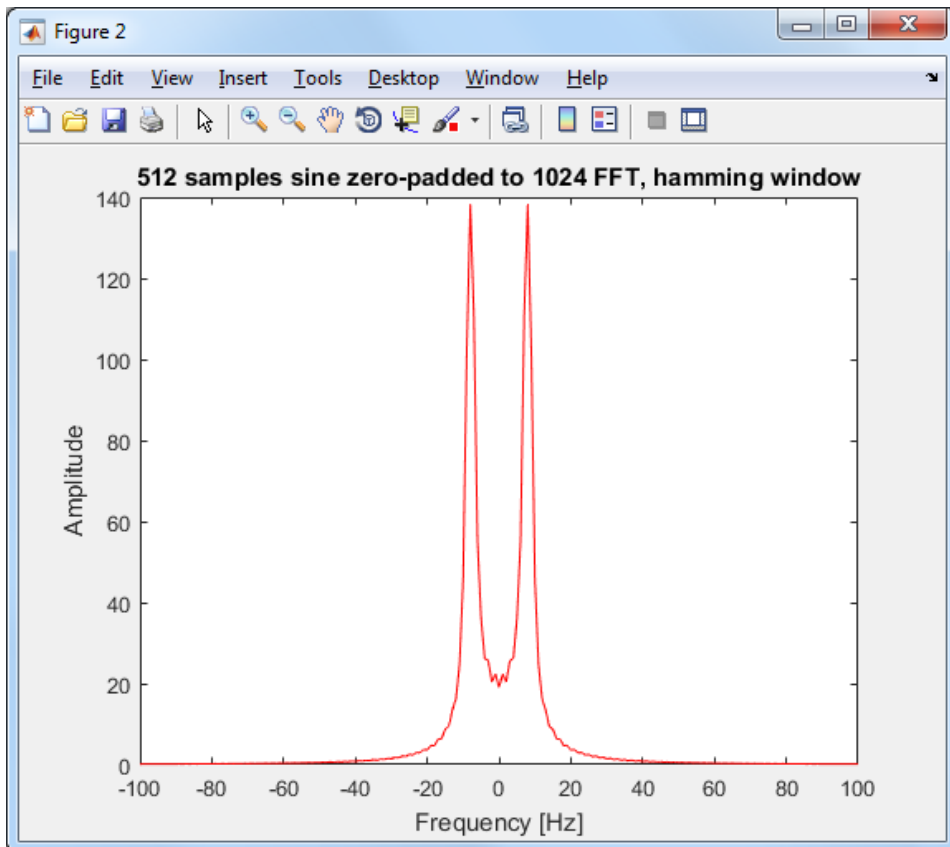 Figure 2
File Edit View Insert Tools Desktop Window Help
512 samples sine zero-padded to 1024 FFT, hamming window
140
120
100
80
60
40
20
0
Amplitude
-100 -80 -60 -40 -20 0 20 40 60 80 100
Frequency [Hz]